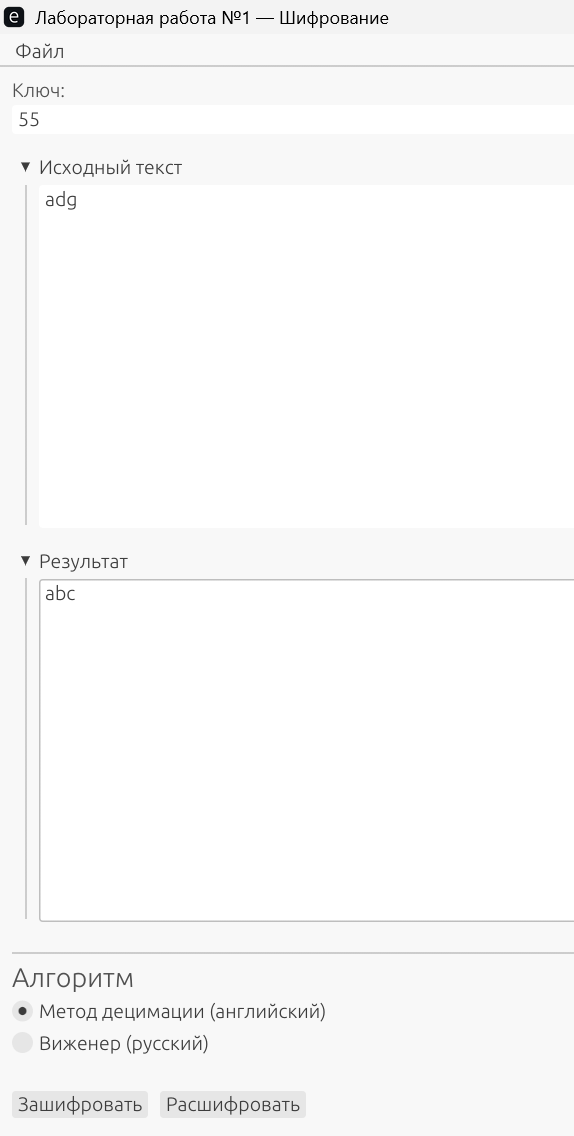 e Лабораторная работа №1 — Шифрование
Файл
Ключ:
55
▼ Исходный текст
adg
▼ Результат
abc
Алгоритм
Метод децимации (английский)
Виженер (русский)
Зашифровать Расшифровать